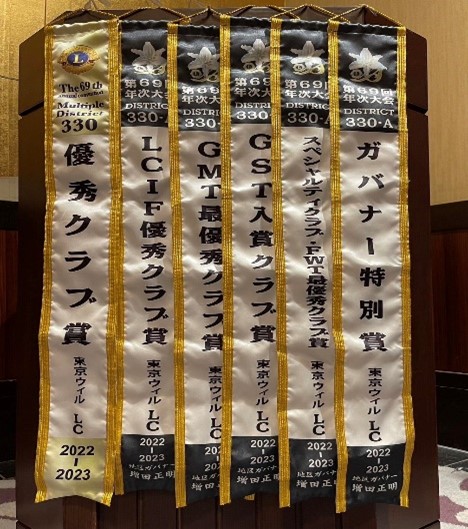 L
The 69 th
Multiple
District
330
優秀クラブ賞
東京ウィル LC
2022
-
2023
第69回
年次大会
DISTRICT
330-A
LCIF優秀クラブ賞
東京ウィル LC
2022
-
2023
地区ガバナー
増田正明
第69
年次大
DISTRI
330-
GMT最優秀クラブ賞
東京ウィル LC
202
-
202
地区ガバ
増田正
第69回
年次大会
DISTRICT
330-A
GST入賞クラブ賞
東京ウィル LC
2022
-
2023
地区ガバナー
増田正明
第69回
年次大会
DISTRICT
330-A
スペシャルティクラブ・FWT最優秀クラブ賞
東京ウィル LC
2022
-
2023
地区ガバナー
増田正明
第69回
年次大会
DISTRICT
330-A
ガバナー特別賞
東京ウィル LC
2022
-
2023
地区ガバナー
増田正明